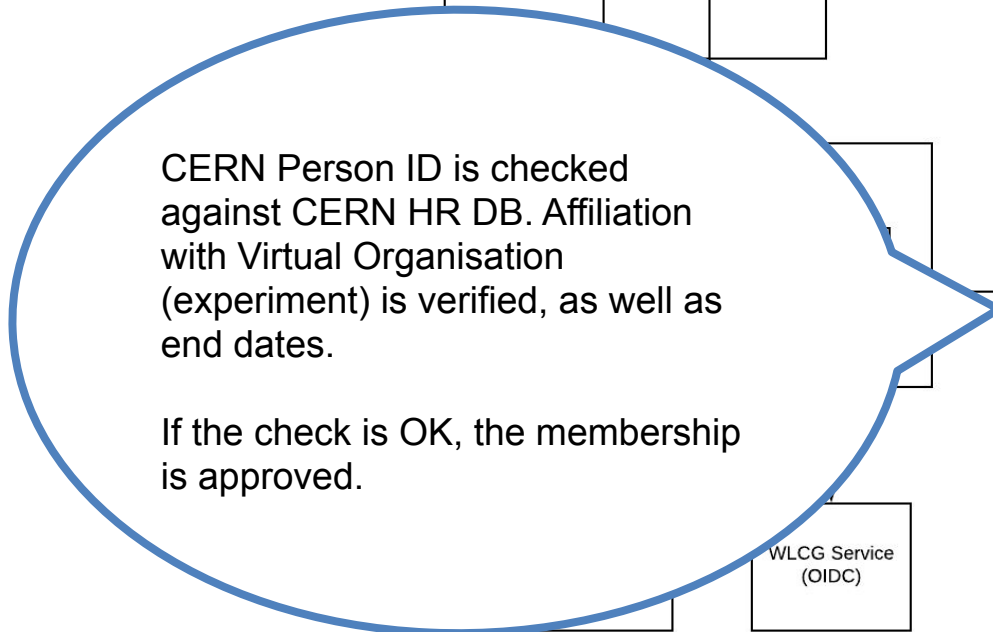 CERN Person ID is checked
against CERN HR DB. Affiliation
with Virtual Organisation
(experiment) is verified, as well as
end dates.
If the check is OK, the membership
is approved.
WLCG Service
(OIDC)